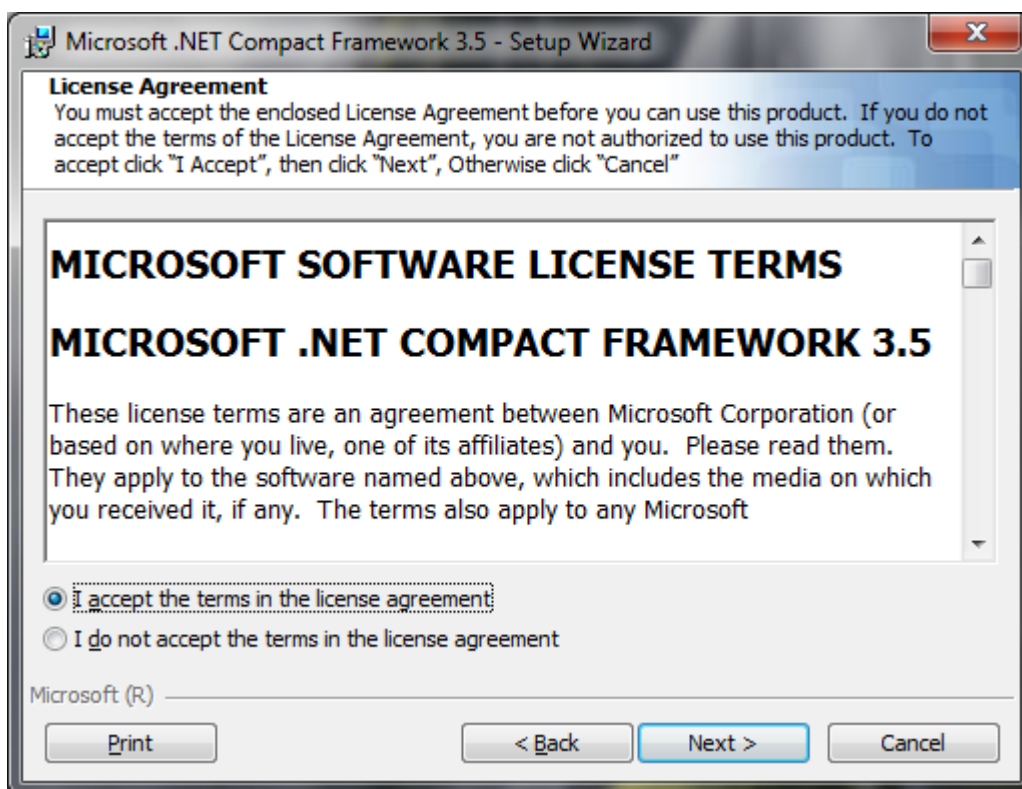 Microsoft .NET Compact Framework 3.5 - Setup Wizard
License Agreement
You must accept the enclosed License Agreement before you can use this product.  If you do not
accept the terms of the License Agreement, you are not authorized to use this product.  To
accept click "I Accept", then click "Next", Otherwise click "Cancel"
MICROSOFT SOFTWARE LICENSE TERMS
MICROSOFT .NET COMPACT FRAMEWORK 3.5
These license terms are an agreement between Microsoft Corporation (or
based on where you live, one of its affiliates) and you.  Please read them.
They apply to the software named above, which includes the media on which
you received it, if any.  The terms also apply to any Microsoft
I accept the terms in the license agreement
I do not accept the terms in the license agreement
Microsoft (R)
Print
< Back
Next >
Cancel